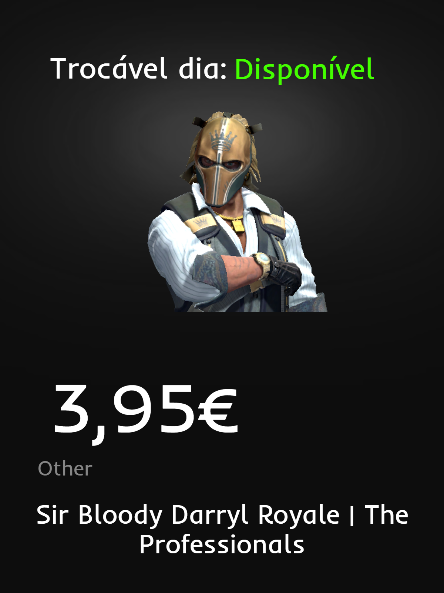 Trocável dia: Disponível
3,95€
Other
Sir Bloody Darryl Royale | The
Professionals